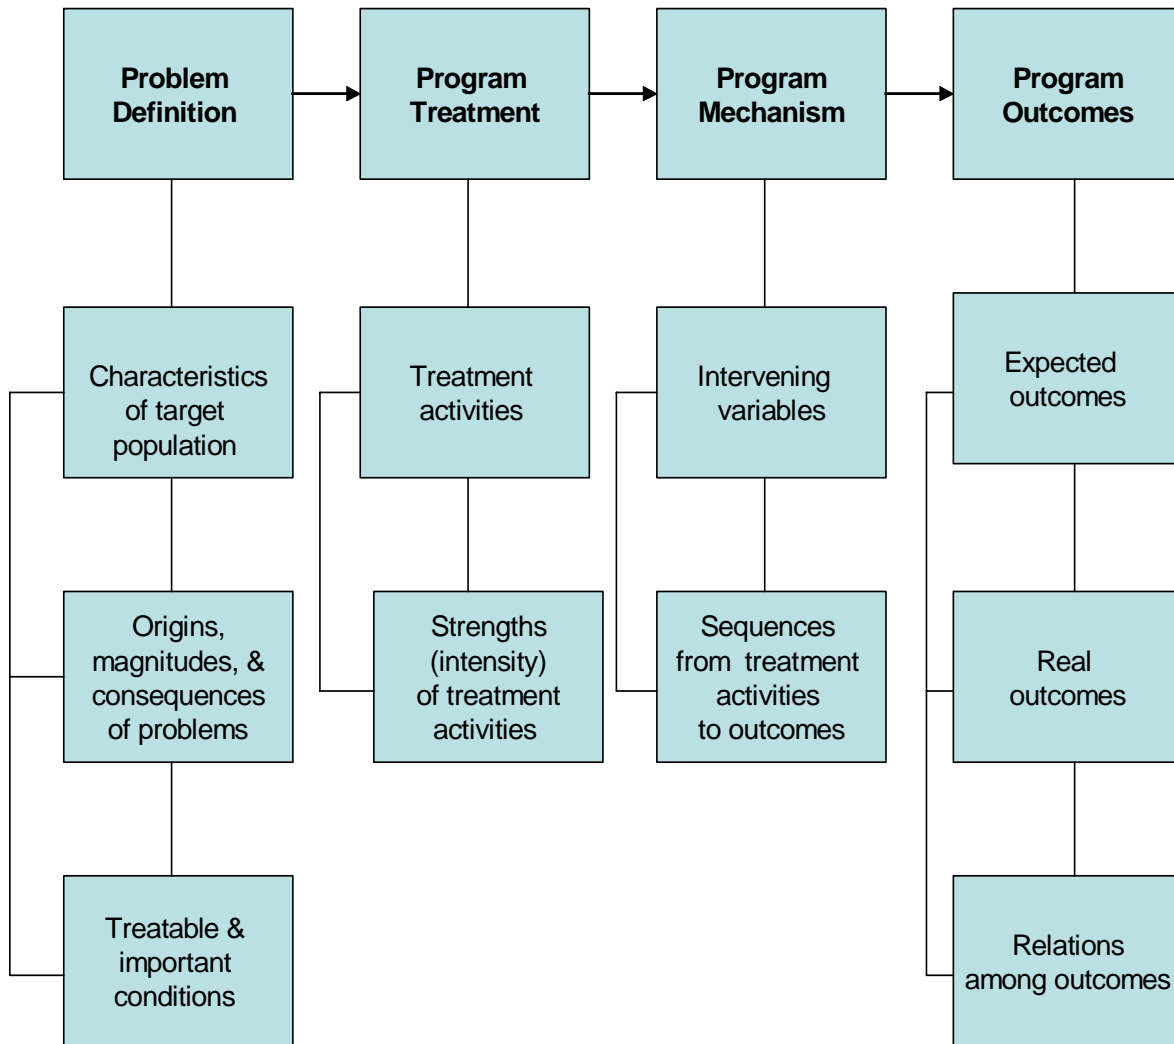 Problem
Definition
Program
Treatment
Program
Mechanism
Program
Outcomes
Characteristics
of target
population
Treatment
activities
Intervening
variables
Expected
outcomes
Origins,
magnitudes, &
consequences
of problems
Strengths
(intensity)
of treatment
activities
Sequences
from treatment
activities
to outcomes
Real
outcomes
Treatable &
important
conditions
Relations
among outcomes